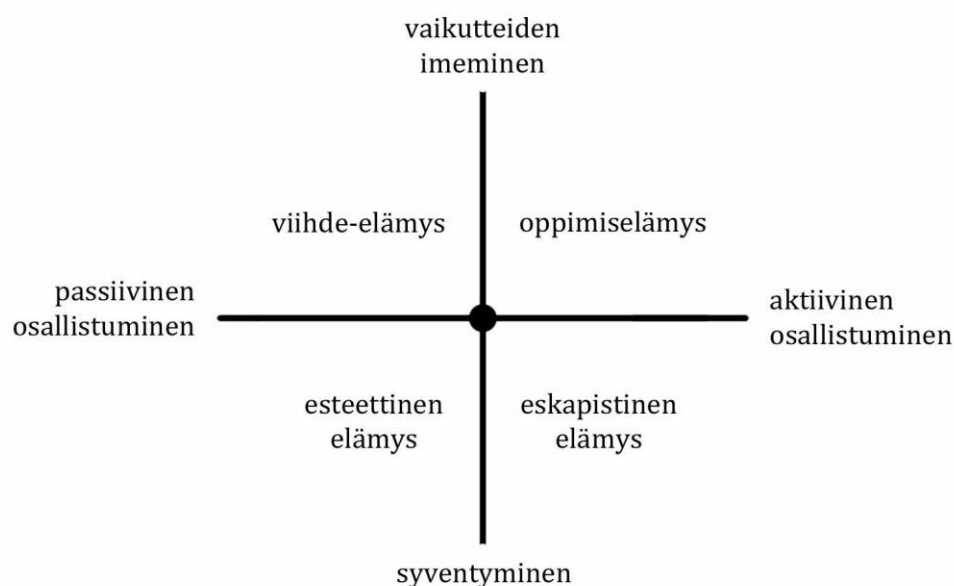 vaikutteiden
imeminen
viihde-elämys
oppimiselämys
passiivinen
osallistuminen
aktiivinen
osallistuminen
esteettinen
elämys
eskapistinen
elämys
syventyminen